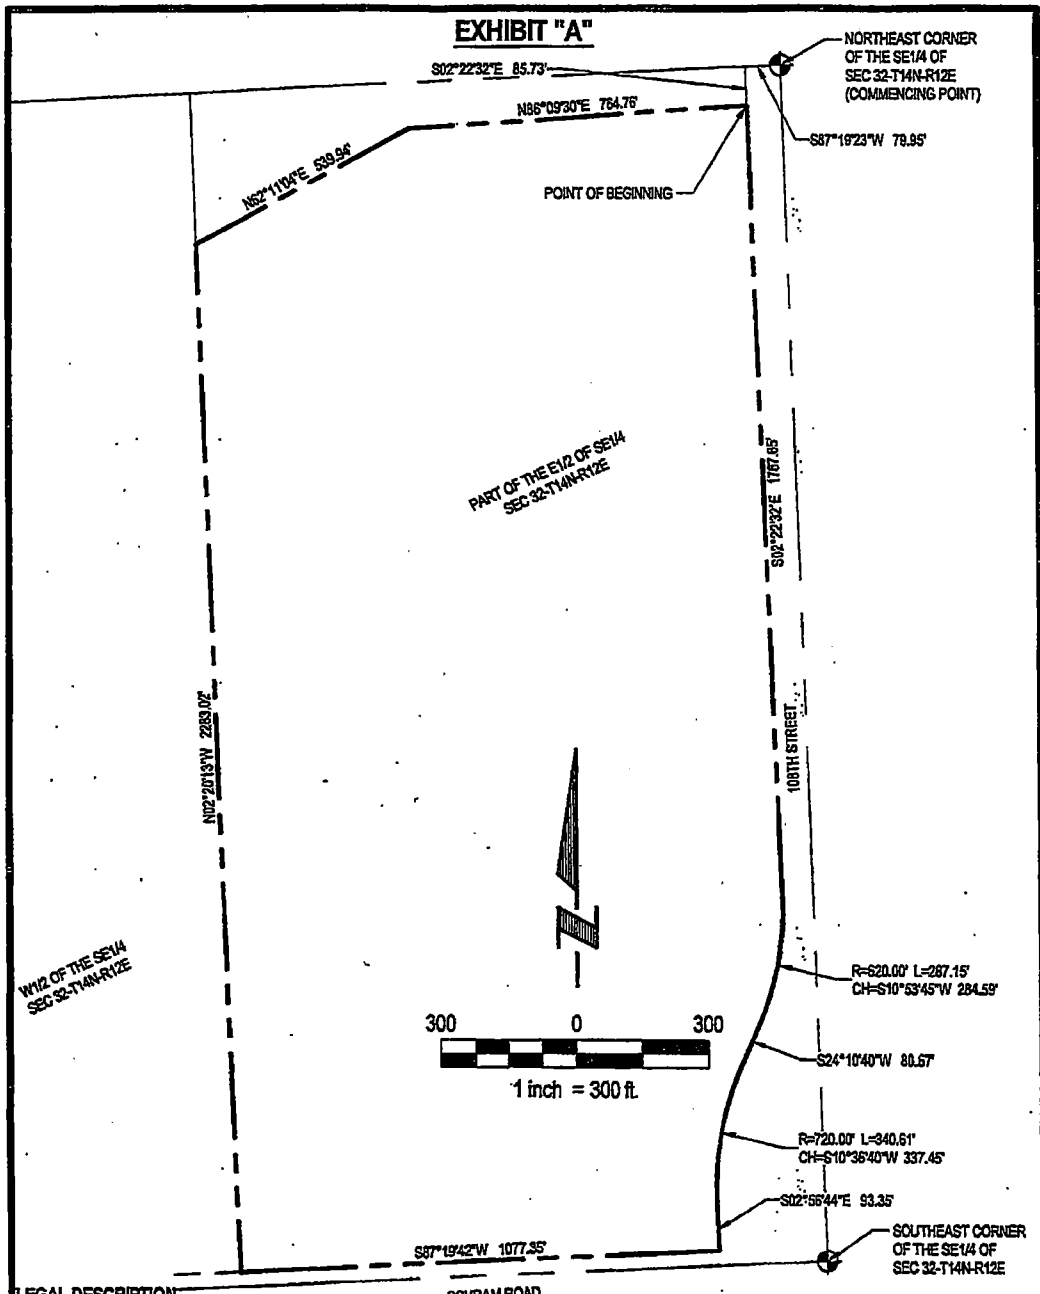 EXHIBIT "A"
NORTHEAST CORNER
OF THE SE1/4 OF
SEC 32-T14N-R12E
(COMMENCING POINT)
S02°22'32"E 85.73'
N86°09'30"E 764.76'
S87°19'23"W 79.95'
N62°11'04"E 539.94'
POINT OF BEGINNING
PART OF THE E1/2 OF SE1/4
SEC 32-T14N-R12E
S02°22'32"E 1767.85'
N02°20'13"W 2283.02'
108TH STREET
W1/2 OF THE SE1/4
SEC 32-T14N-R12E
R=620.00' L=287.15'
CH=S10°53'45"W 284.59'
300 0 300
1 inch = 300 ft.
S24°10'40"W 80.67'
R=720.00' L=340.61'
CH=S10°36'40"W 337.45'
S02°56'44"E 93.35'
S87°19'42"W 1077.35'
SOUTHEAST CORNER
OF THE SE1/4 OF
SEC 32-T14N-R12E
LEGAL DESCRIPTION
ROAD